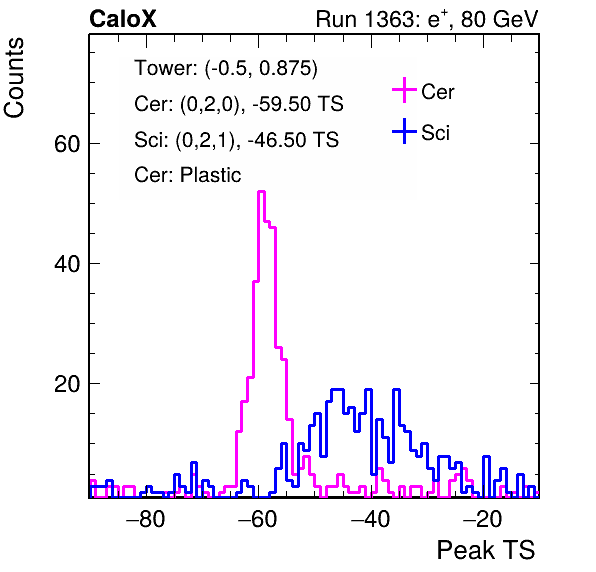 CaloX Run 1363: e⁺, 80 GeV
Counts
Tower: (-0.5, 0.875)
Cer: (0,2,0), -59.50 TS
Sci: (0,2,1), -46.50 TS
Cer: Plastic
Cer
Sci
60
40
20
−80 −60 −40 −20
Peak TS